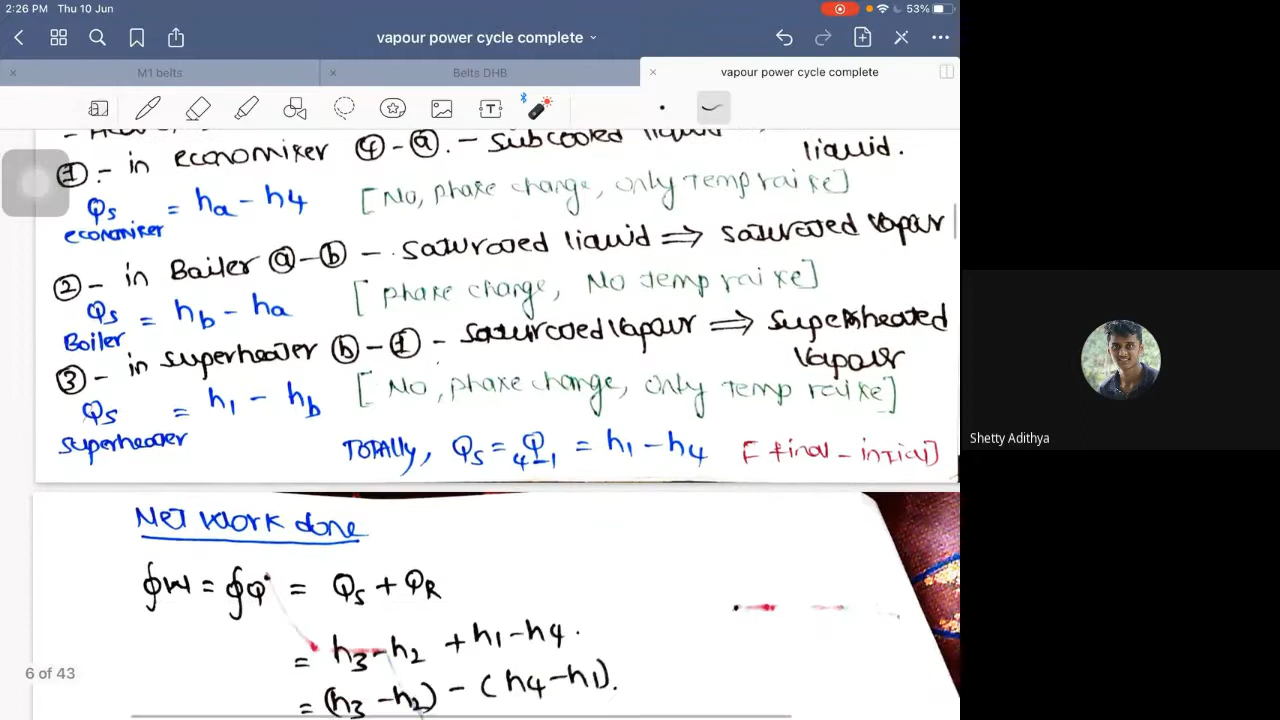 2:26 PM Thu 10 Jun 53%
vapour power cycle complete
M1 belts Belts DHB vapour power cycle complete
① - in economiser ④-ⓐ. - subcooled liquid
liquid.
Qs economiser = ha - h4 [No, phase change, only Temp raise]
② - in Boiler ⓐ-ⓑ - saturated liquid ⇒ saturated vapour
Qs Boiler = hb - ha [phase change, No temp raise]
③ - in superheater ⓑ-① - saturated vapour ⇒ superheated
vapour
Qs superheater = h1 - hb [No, phase change, only Temp raise]
TOTALLY, Qs = 4Q1 = h1 - h4 [final - initial]
Net work done
∮W = ∮Q = Qs + QR
= h3 - h2 + h1 - h4.
= (h3 - h2) - (h4 - h1).
6 of 43
Shetty Adithya